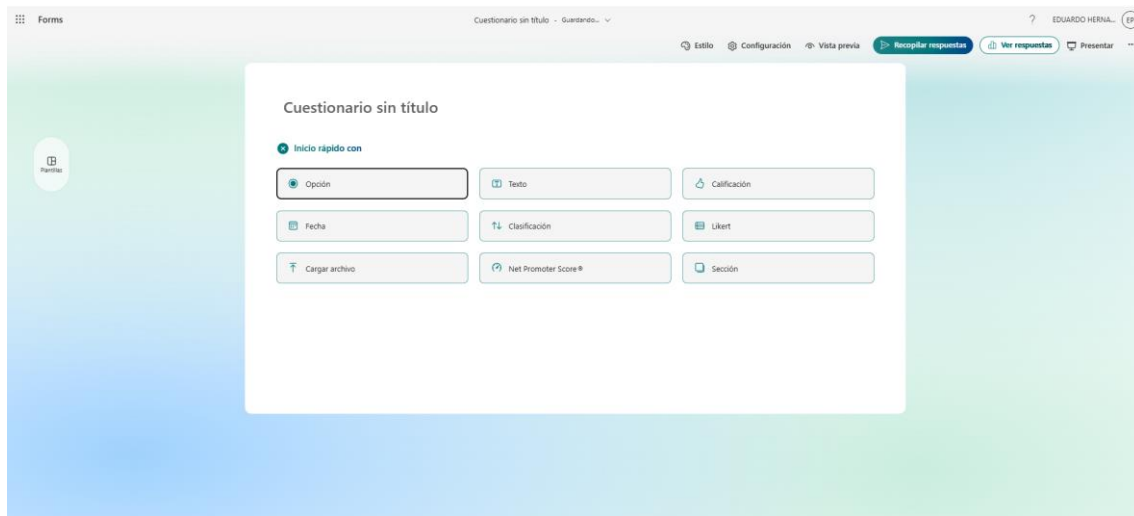 Forms
Cuestionario sin título - Guardando...
? EDUARDO HERNA... EP
Estilo Configuración Vista previa Recopilar respuestas Ver respuestas Presentar ...
Cuestionario sin título
Plantillas
Inicio rápido con
Opción Texto Calificación
Fecha Clasificación Likert
Cargar archivo Net Promoter Score® Sección